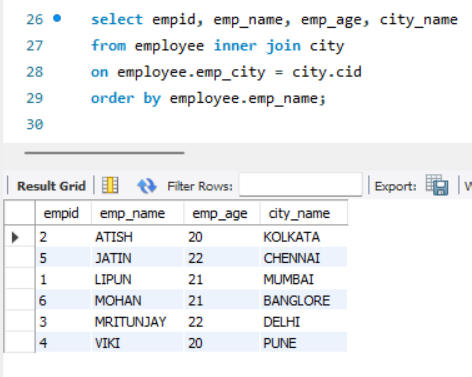 26 select empid, emp_name, emp_age, city_name
27 from employee inner join city
28 on employee.emp_city = city.cid
29 order by employee.emp_name;
30
Result Grid Filter Rows: Export:
empid emp_name emp_age city_name
2 ATISH 20 KOLKATA
5 JATIN 22 CHENNAI
1 LIPUN 21 MUMBAI
6 MOHAN 21 BANGLORE
3 MRITUNJAY 22 DELHI
4 VIKI 20 PUNE